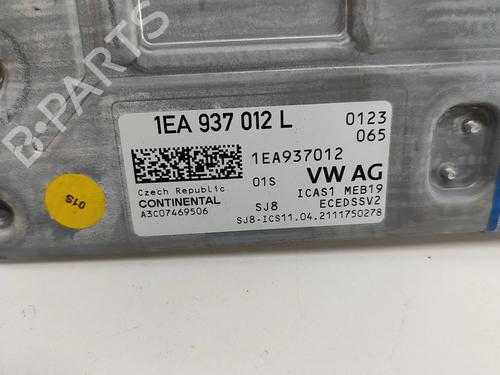 B-PARTS
1EA 937 012 L
0123
065
1EA937012
01S
VW AG
Czech Republic
ICAS1 MEB19
CONTINENTAL
SJ8
ECEDSSV2
A3C07469506
SJ8-ICS11.04.2111750278
01S